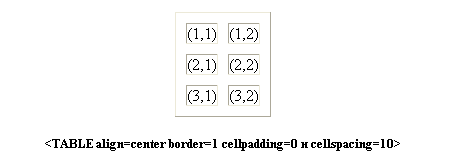 (1,1) (1,2)
(2,1) (2,2)
(3,1) (3,2)
<TABLE align=center border=1 cellpadding=0 и cellspacing=10>